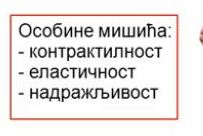 Особине мишића:
- контрактилност
- еластичност
- надражљивост